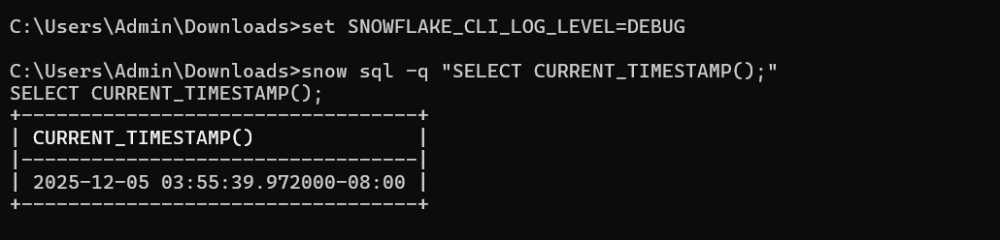 C:\Users\Admin\Downloads>set SNOWFLAKE_CLI_LOG_LEVEL=DEBUG
C:\Users\Admin\Downloads>snow sql -q "SELECT CURRENT_TIMESTAMP();"
SELECT CURRENT_TIMESTAMP();
+----------------------------------+
| CURRENT_TIMESTAMP()              |
|----------------------------------|
| 2025-12-05 03:55:39.972000-08:00 |
+----------------------------------+